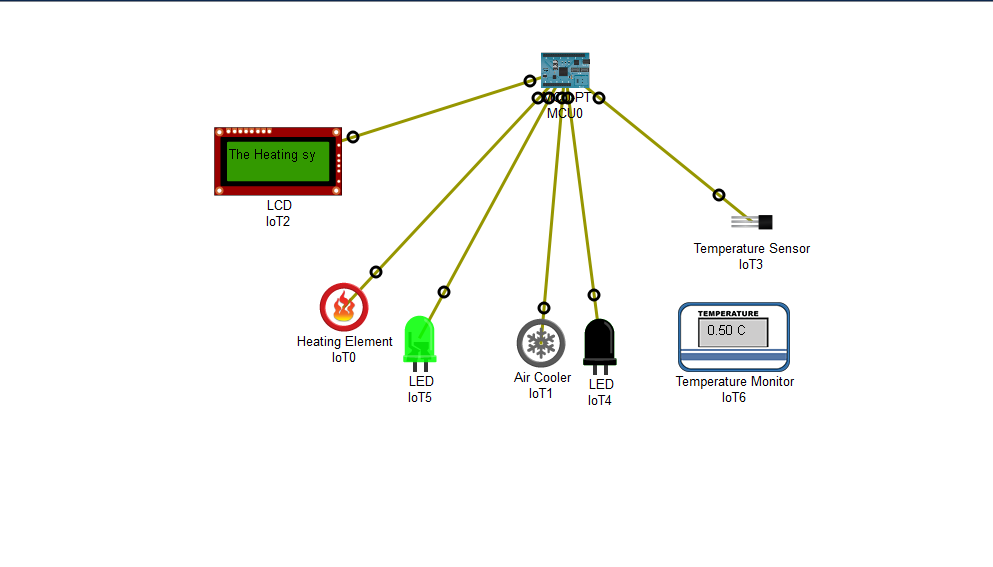 MCU-PT
MCU0
The Heating sy
LCD
IoT2
Temperature Sensor
IoT3
TEMPERATURE
0.50 C
Heating Element
IoT0
LED
IoT5
Air Cooler
IoT1
LED
IoT4
Temperature Monitor
IoT6